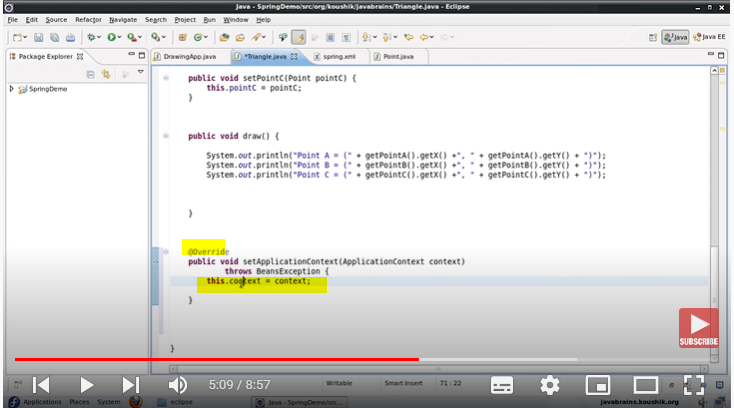 Java - SpringDemo/src/org/koushik/javabrains/Triangle.java - Eclipse
File Edit Source Refactor Navigate Search Project Run Window Help
Java Java EE
Package Explorer DrawingApp.java *Triangle.java spring.xml Point.java
SpringDemo
public void setPointC(Point pointC) {
this.pointC = pointC;
}
public void draw() {
System.out.println("Point A = (" + getPointA().getX() +", " + getPointA().getY() + ")");
System.out.println("Point B = (" + getPointB().getX() +", " + getPointB().getY() + ")");
System.out.println("Point C = (" + getPointC().getX() +", " + getPointC().getY() + ")");
}
@Override
public void setApplicationContext(ApplicationContext context)
throws BeansException {
this.context = context;
}
}
SUBSCRIBE
5:09 / 8:57
Writable Smart Insert 71 : 22
Applications Places System eclipse Java - SpringDemo/src... javabrains.koushik.org